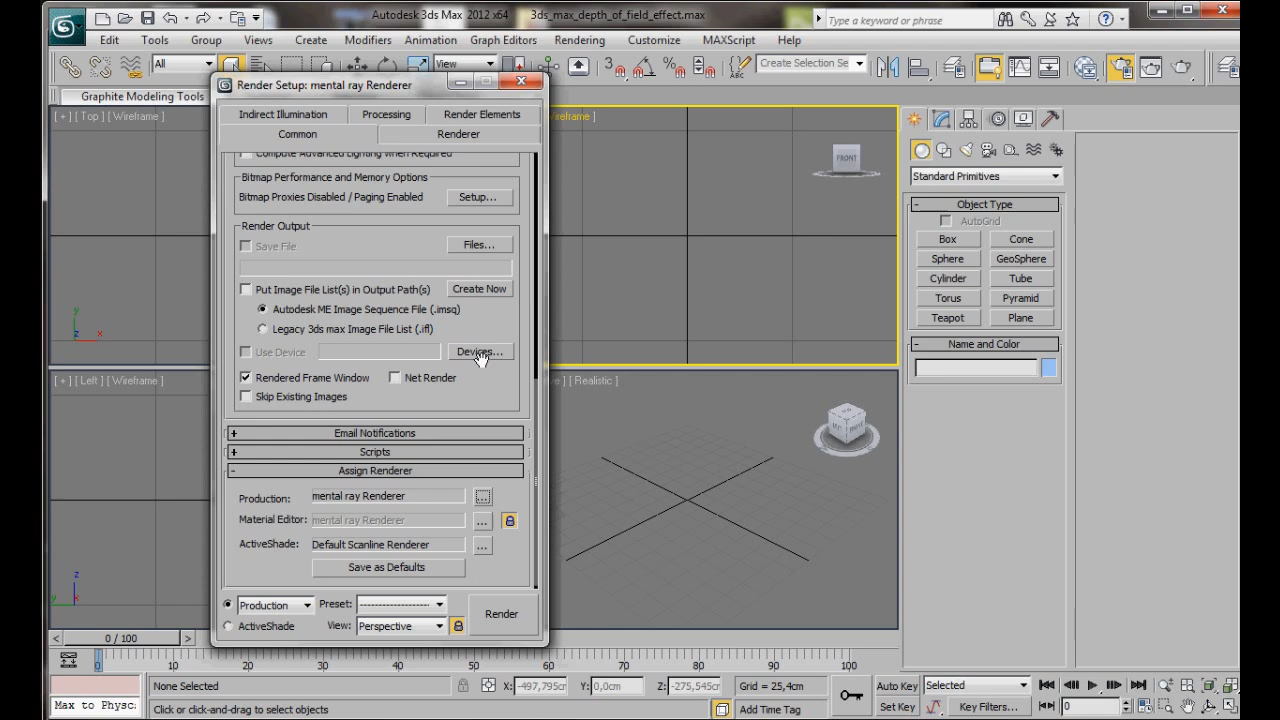 Autodesk 3ds Max 2012 x64 3ds_max_depth_of_field_effect.max Type a keyword or phrase
Edit Tools Group Views Create Modifiers Animation Graph Editors Rendering Customize MAXScript Help
All View 3 % Create Selection Se
Graphite Modeling Tools
Render Setup: mental ray Renderer
Indirect Illumination Processing Render Elements
Common Renderer
Compute Advanced Lighting when Required
Bitmap Performance and Memory Options
Bitmap Proxies Disabled / Paging Enabled Setup...
Render Output
Save File Files...
Put Image File List(s) in Output Path(s) Create Now
Autodesk ME Image Sequence File (.imsq)
Legacy 3ds max Image File List (.ifl)
Use Device Devices...
Rendered Frame Window Net Render
Skip Existing Images
+ Email Notifications
+ Scripts
- Assign Renderer
Production: mental ray Renderer ...
Material Editor: mental ray Renderer ...
ActiveShade: Default Scanline Renderer ...
Save as Defaults
Production Preset: --------------------
ActiveShade View: Perspective
Render
[ + ] [ Top ] [ Wireframe ]
Wireframe ]
FRONT
y
z x
[ + ] [ Left ] [ Wireframe ]
[ Realistic ]
z
y x
Standard Primitives
- Object Type
AutoGrid
Box Cone
Sphere GeoSphere
Cylinder Tube
Torus Pyramid
Teapot Plane
- Name and Color
< 0 / 100 >
0 10 20 30 40 50 60 70 80 90 100
None Selected X: -497,795cm Y: 0,0cm Z: -275,545cm Grid = 25,4cm Auto Key Selected
Max to Physc: Click or click-and-drag to select objects Add Time Tag Set Key Key Filters... 0